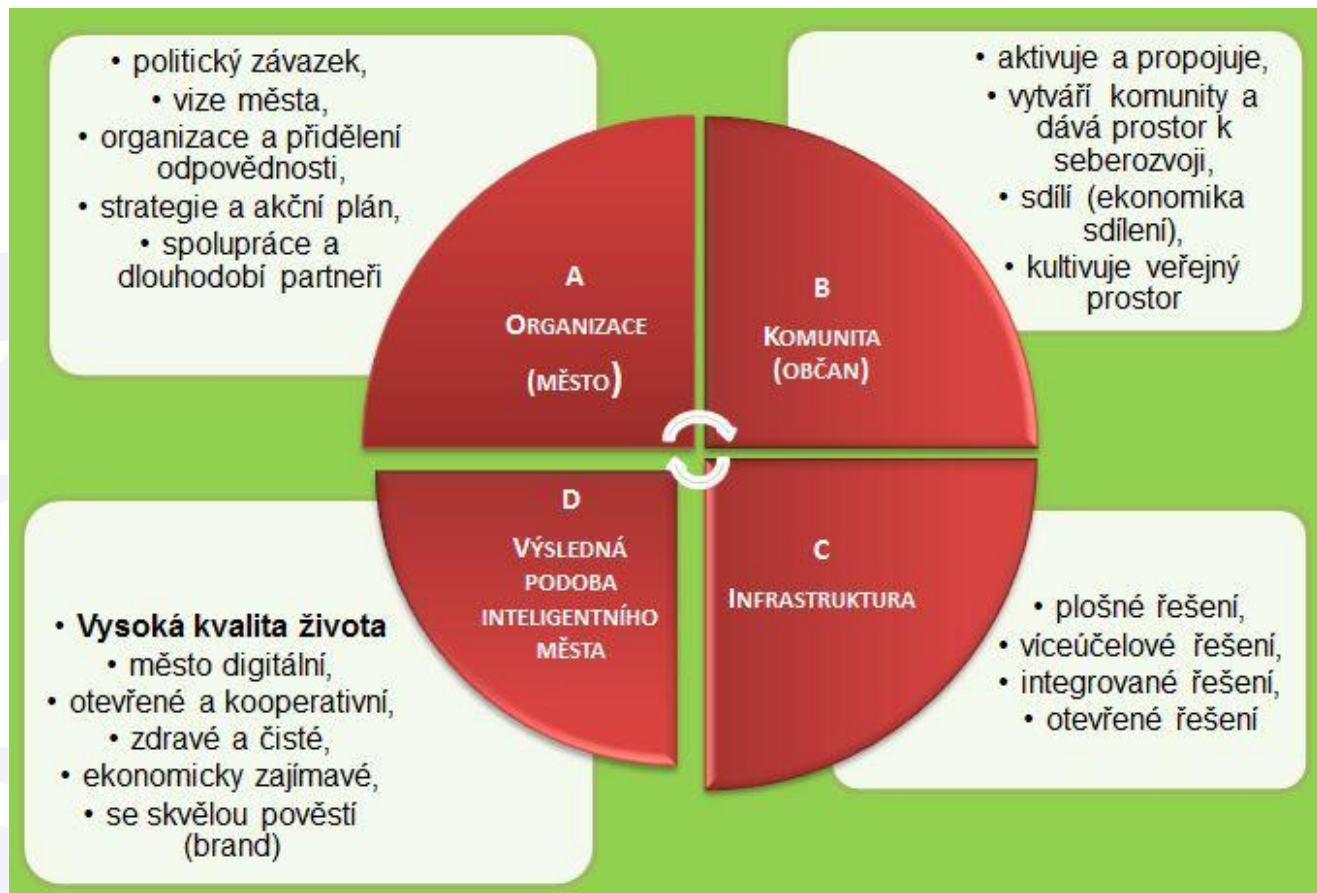 • politický závazek,
• vize města,
• organizace a přidělení
odpovědnosti,
• strategie a akční plán,
• spolupráce a
dlouhodobí partneři
• aktivuje a propojuje,
• vytváří komunity a
dává prostor k
seberozvoji,
• sdílí (ekonomika
sdílení),
• kultivuje veřejný
prostor
A
Organizace
(město)
B
Komunita
(občan)
D
Výsledná
podoba
inteligentního
města
C
Infrastruktura
• Vysoká kvalita života
• město digitální,
• otevřené a kooperativní,
• zdravé a čisté,
• ekonomicky zajímavé,
• se skvělou pověstí
(brand)
• plošné řešení,
• víceúčelové řešení,
• integrované řešení,
• otevřené řešení